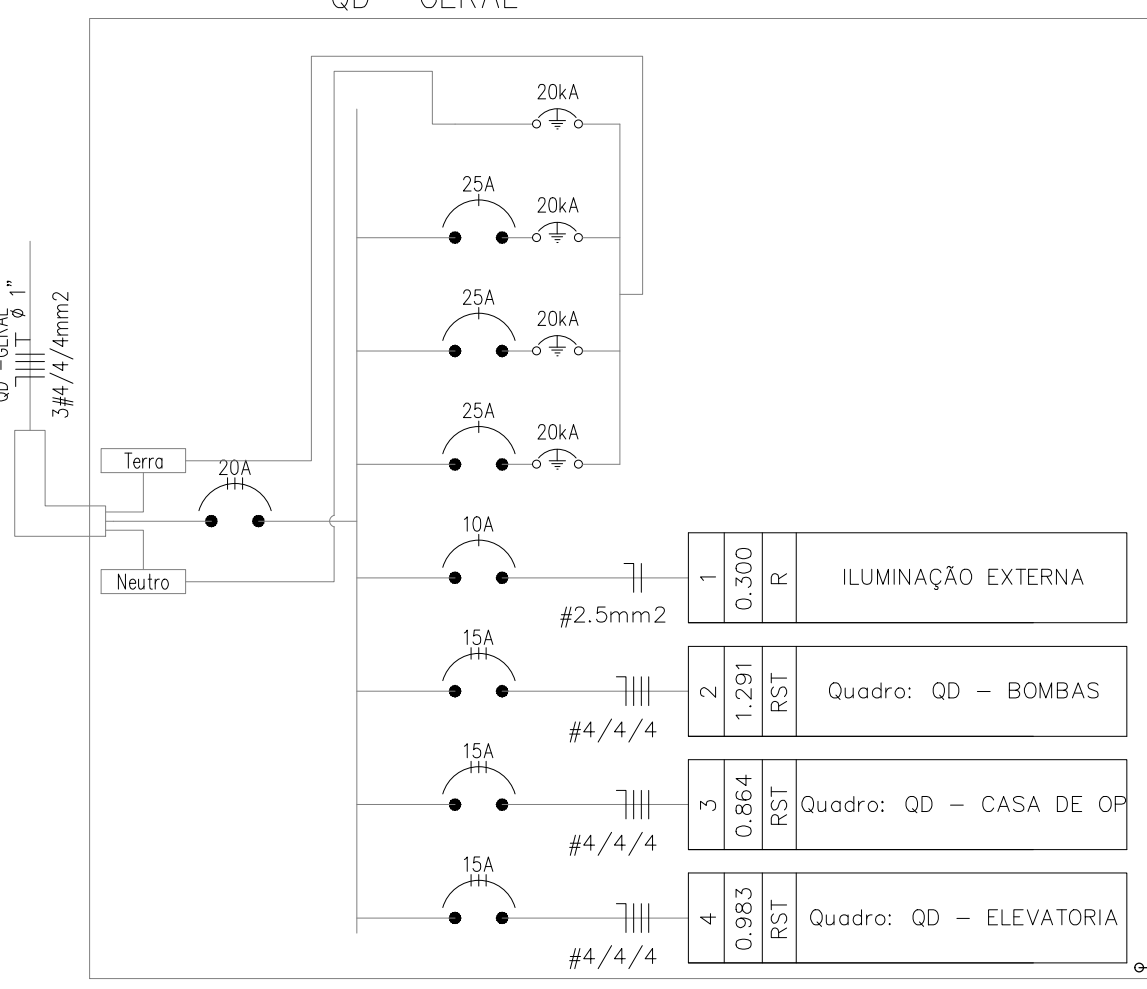 QD - GERAL
20kA
25A
20kA
25A
20kA
25A
20kA
QD -GERAL
ø 1"
3#4/4/4mm2
Terra
20A
Neutro
10A
#2.5mm2
1
0.300
R
ILUMINAÇÃO EXTERNA
15A
#4/4/4
2
1.291
RST
Quadro: QD - BOMBAS
15A
#4/4/4
3
0.864
RST
Quadro: QD - CASA DE OP
15A
#4/4/4
4
0.983
RST
Quadro: QD - ELEVATORIA